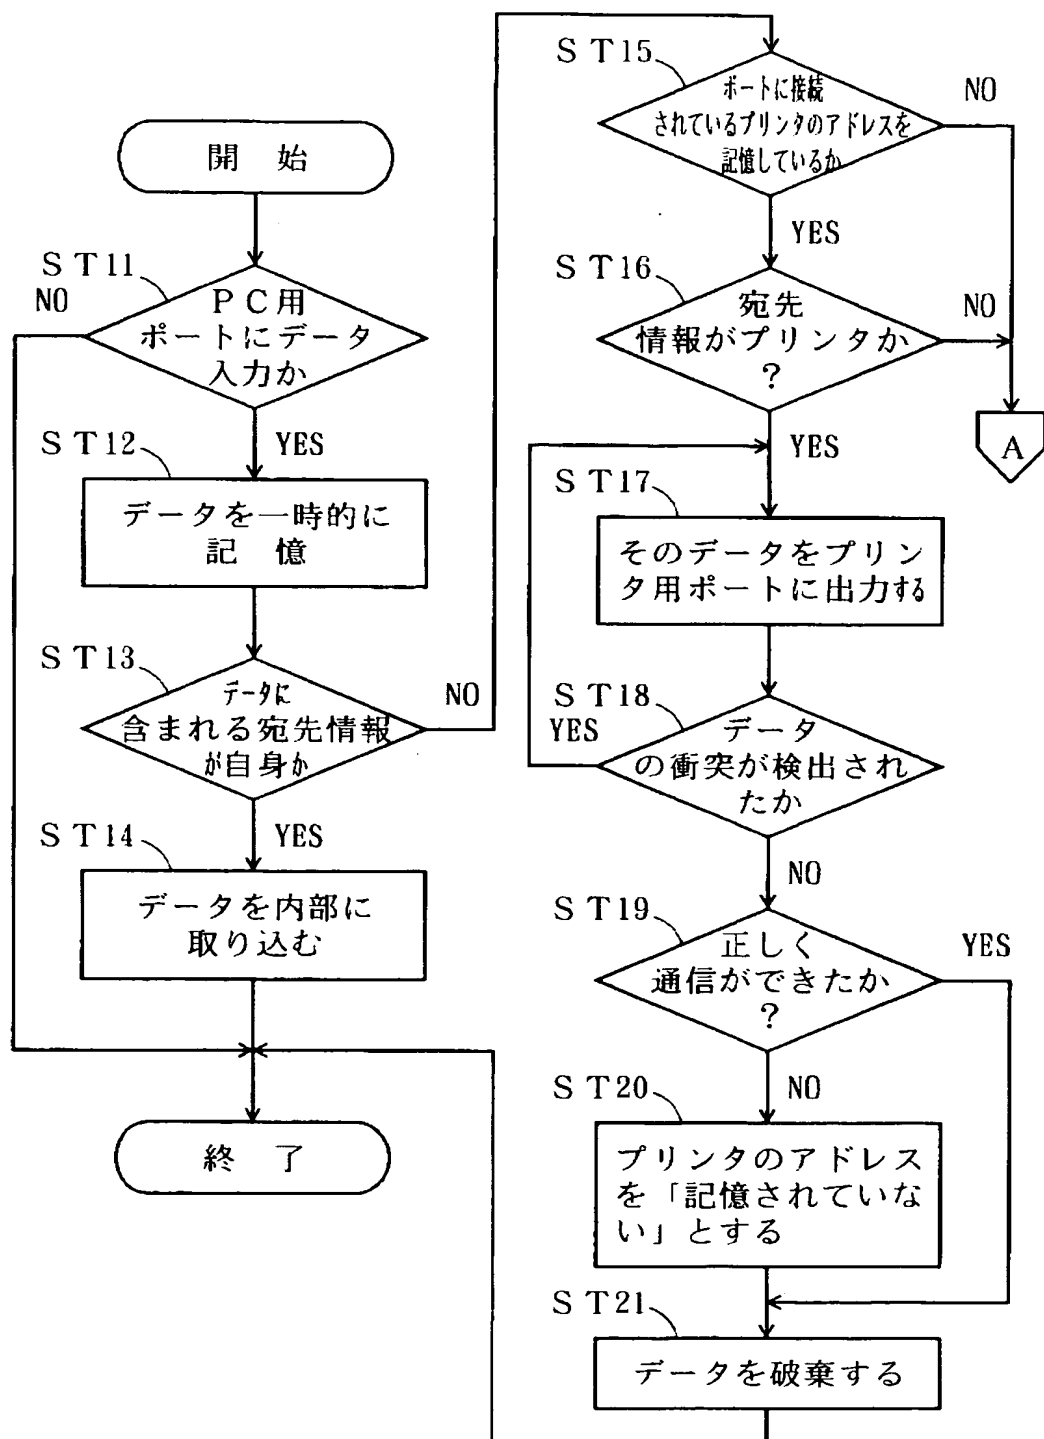 開　始
ＳＴ11
NO
ＰＣ用
ポートにデータ
入力か
YES
ＳＴ12
データを一時的に
記　憶
ＳＴ13
データに
含まれる宛先情報
が自身か
NO
YES
ＳＴ14
データを内部に
取り込む
終　了
ＳＴ15
ポートに接続
されているプリンタのアドレスを
記憶しているか
NO
YES
ＳＴ16
宛先
情報がプリンタか
？
NO
A
YES
ＳＴ17
そのデータをプリン
タ用ポートに出力する
ＳＴ18
YES
データ
の衝突が検出され
たか
NO
ＳＴ19
正しく
通信ができたか
？
YES
NO
ＳＴ20
プリンタのアドレス
を「記憶されていな
い」とする
ＳＴ21
データを破棄する